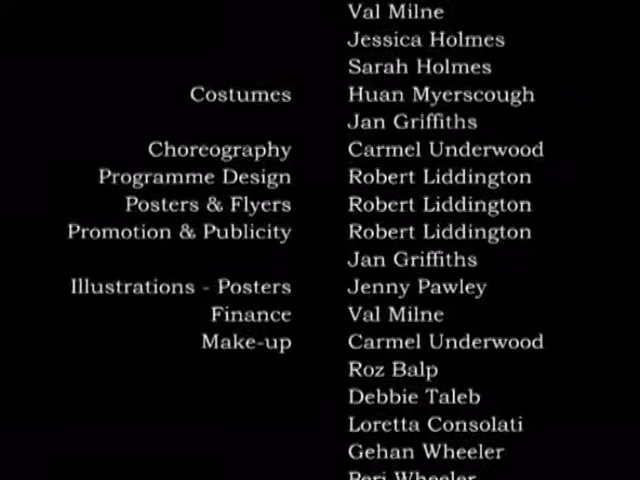 Val Milne
Jessica Holmes
Sarah Holmes
Costumes Huan Myerscough
Jan Griffiths
Choreography Carmel Underwood
Programme Design Robert Liddington
Posters & Flyers Robert Liddington
Promotion & Publicity Robert Liddington
Jan Griffiths
Illustrations - Posters Jenny Pawley
Finance Val Milne
Make-up Carmel Underwood
Roz Balp
Debbie Taleb
Loretta Consolati
Gehan Wheeler
Wheeler